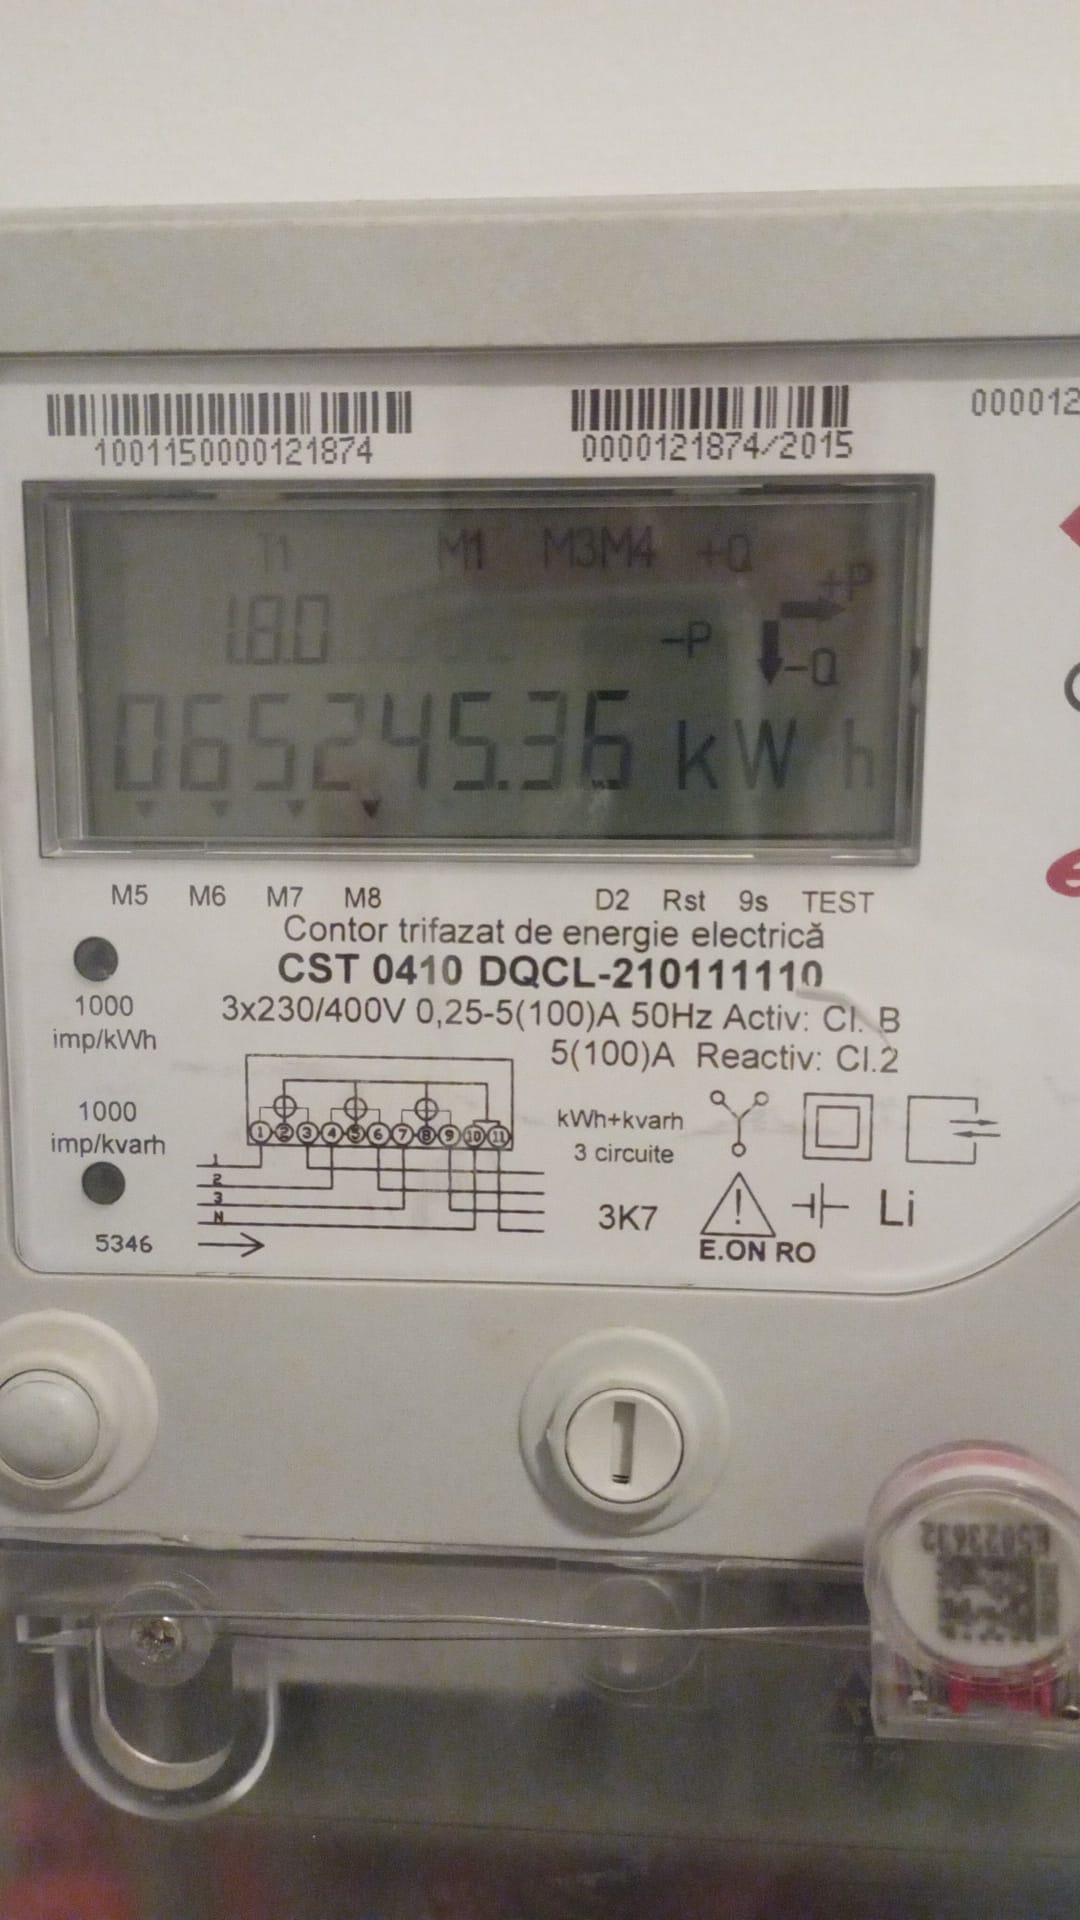 1001150000121874
0000121874/2015
000012
T1 M1 M3M4 +Q
+P
1.8.0
-P
-Q
065245.36 kWh
M5 M6 M7 M8 D2 Rst 9s TEST
Contor trifazat de energie electrică
CST 0410 DQCL-210111110
3x230/400V 0,25-5(100)A 50Hz Activ: Cl. B
5(100)A Reactiv: Cl.2
1000
imp/kWh
1000
imp/kvarh
5346
1 2 3 4 5 6 7 8 9 10 11
1
2
3
N
kWh+kvarh
3 circuite
3K7
!
Li
E.ON RO